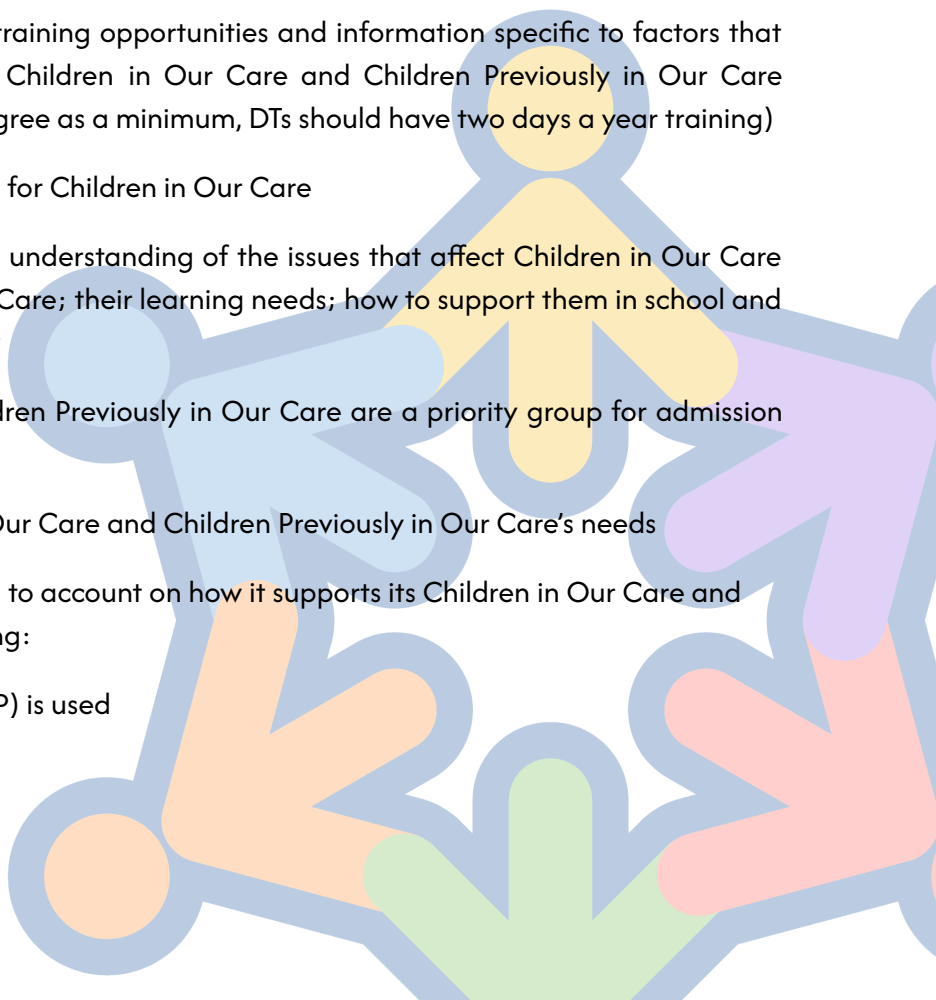 training opportunities and information specific to factors that
Children in Our Care and Children Previously in Our Care
gree as a minimum, DTs should have two days a year training)
for Children in Our Care
understanding of the issues that affect Children in Our Care
Care; their learning needs; how to support them in school and
dren Previously in Our Care are a priority group for admission
Our Care and Children Previously in Our Care’s needs
to account on how it supports its Children in Our Care and
ng:
P) is used